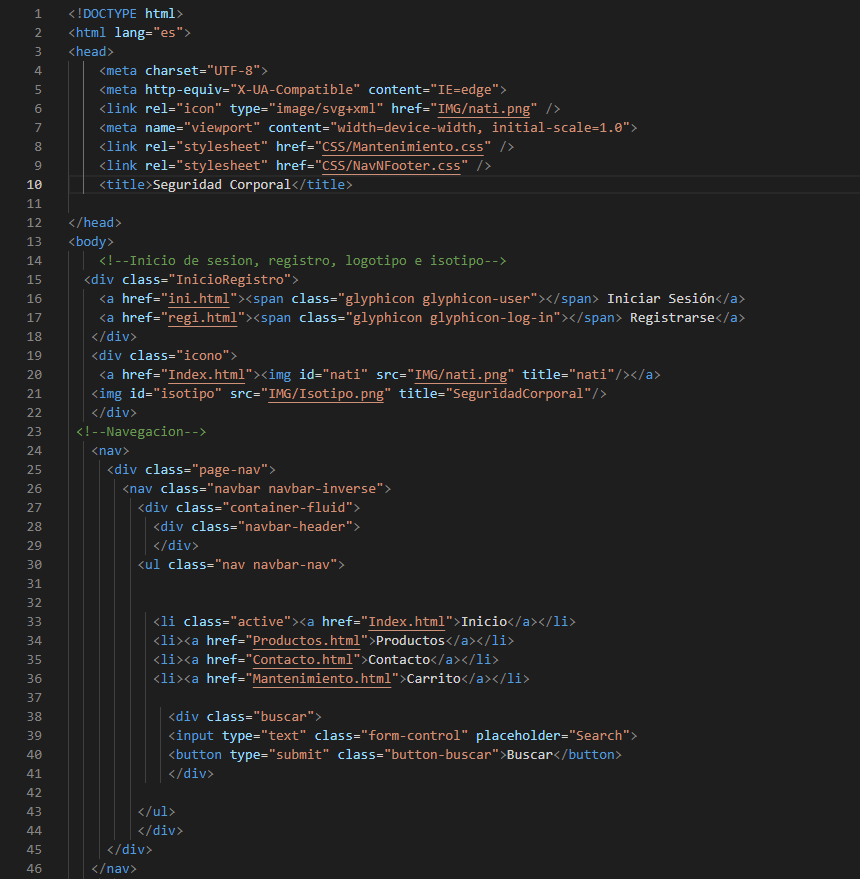 1 <!DOCTYPE html>
2 <html lang="es">
3 <head>
4 <meta charset="UTF-8">
5 <meta http-equiv="X-UA-Compatible" content="IE=edge">
6 <link rel="icon" type="image/svg+xml" href="IMG/nati.png" />
7 <meta name="viewport" content="width=device-width, initial-scale=1.0">
8 <link rel="stylesheet" href="CSS/Mantenimiento.css" />
9 <link rel="stylesheet" href="CSS/NavNFooter.css" />
10 <title>Seguridad Corporal</title>
11
12 </head>
13 <body>
14 <!--Inicio de sesion, registro, logotipo e isotipo-->
15 <div class="InicioRegistro">
16 <a href="ini.html"><span class="glyphicon glyphicon-user"></span> Iniciar Sesión</a>
17 <a href="regi.html"><span class="glyphicon glyphicon-log-in"></span> Registrarse</a>
18 </div>
19 <div class="icono">
20 <a href="Index.html"><img id="nati" src="IMG/nati.png" title="nati"/></a>
21 <img id="isotipo" src="IMG/Isotipo.png" title="SeguridadCorporal"/>
22 </div>
23 <!--Navegacion-->
24 <nav>
25 <div class="page-nav">
26 <nav class="navbar navbar-inverse">
27 <div class="container-fluid">
28 <div class="navbar-header">
29 </div>
30 <ul class="nav navbar-nav">
31
32
33 <li class="active"><a href="Index.html">Inicio</a></li>
34 <li><a href="Productos.html">Productos</a></li>
35 <li><a href="Contacto.html">Contacto</a></li>
36 <li><a href="Mantenimiento.html">Carrito</a></li>
37
38 <div class="buscar">
39 <input type="text" class="form-control" placeholder="Search">
40 <button type="submit" class="button-buscar">Buscar</button>
41 </div>
42
43 </ul>
44 </div>
45 </div>
46 </nav>